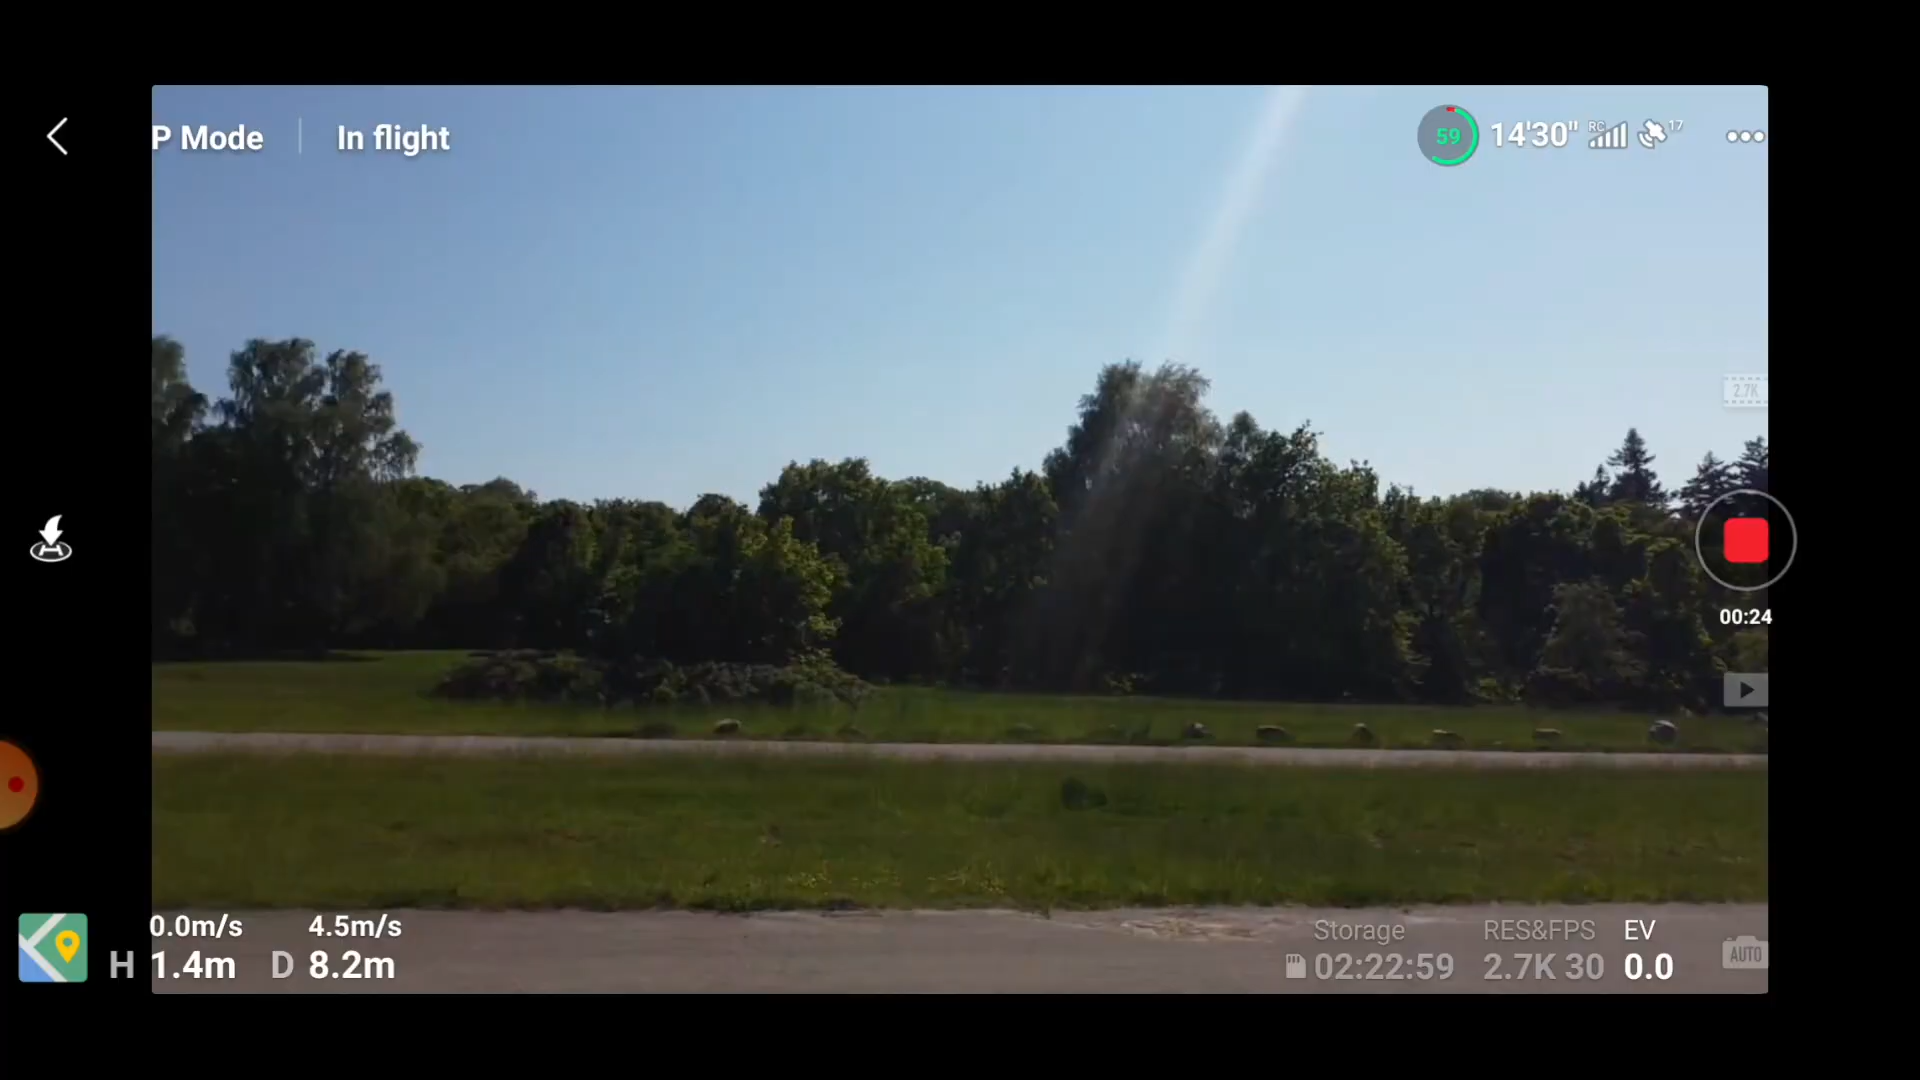 P Mode In flight
59 14'30" RC 17
2.7K
00:24
0.0m/s 4.5m/s
H 1.4m D 8.2m
Storage RES&FPS EV
02:22:59 2.7K 30 0.0
AUTO